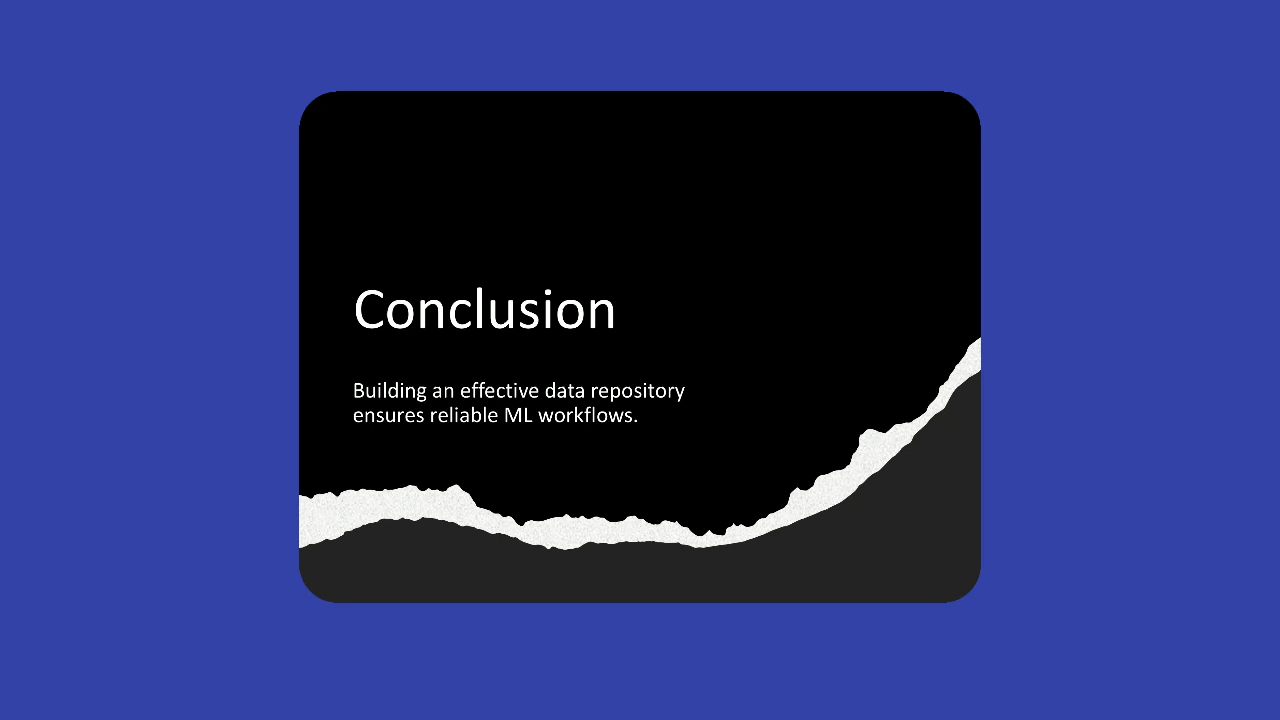 Conclusion
Building an effective data repository
ensures reliable ML workflows.